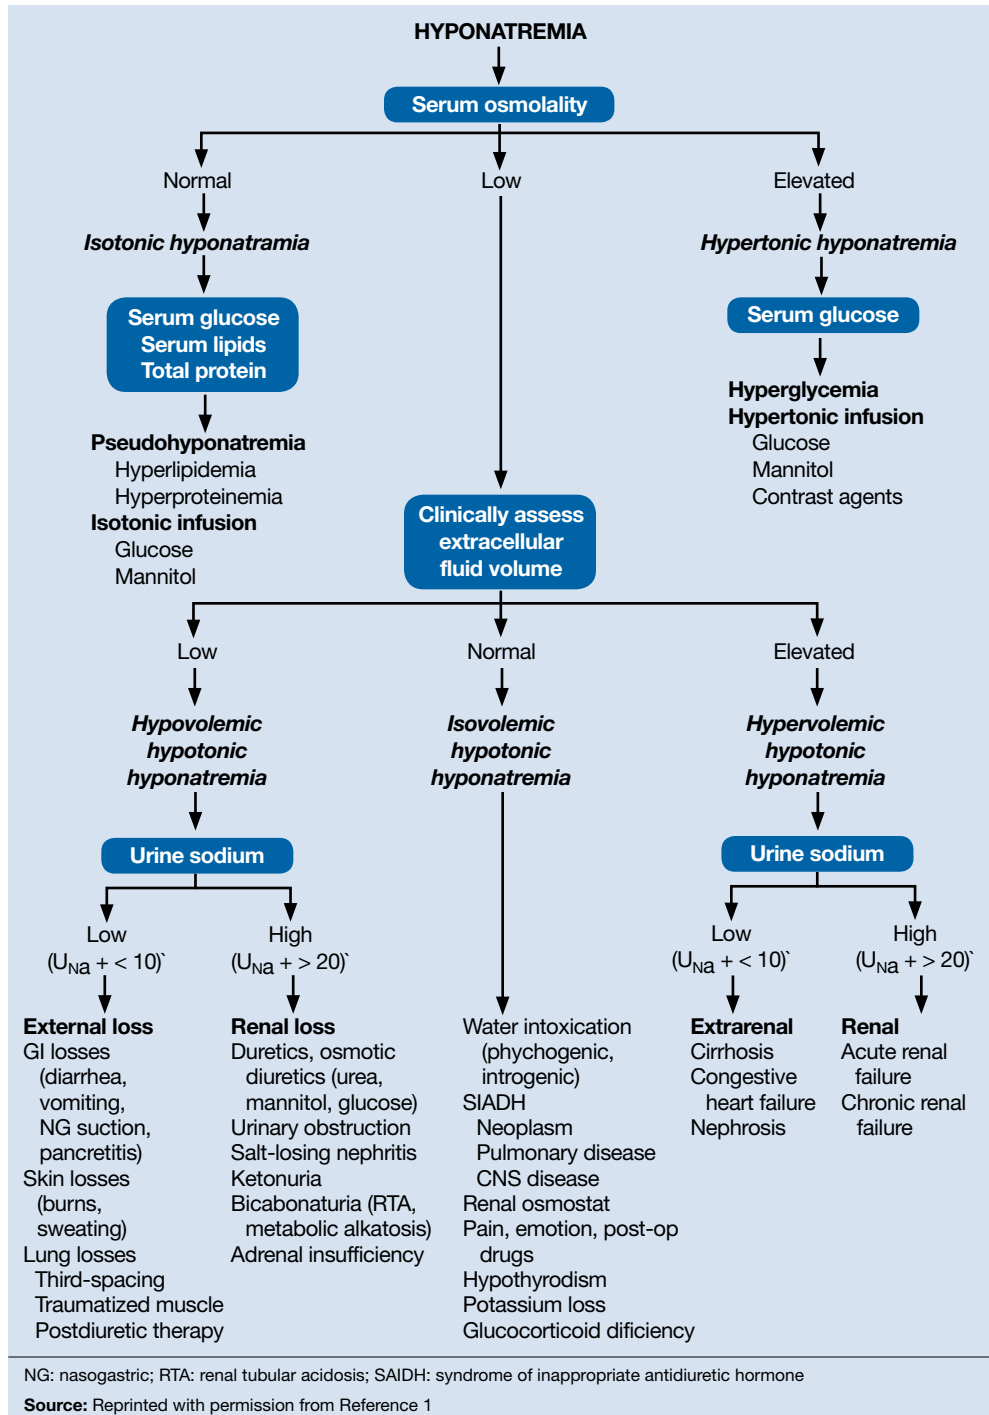 HYPONATREMIA
Serum osmolality
Normal
Low
Elevated
Isotonic hyponatramia
Hypertonic hyponatremia
Serum glucose
Serum lipids
Total protein
Serum glucose
Pseudohyponatremia
Hyperlipidemia
Hyperproteinemia
Isotonic infusion
Glucose
Mannitol
Hyperglycemia
Hypertonic infusion
Glucose
Mannitol
Contrast agents
Clinically assess
extracellular
fluid volume
Low
Normal
Elevated
Hypovolemic
hypotonic
hyponatremia
Isovolemic
hypotonic
hyponatremia
Hypervolemic
hypotonic
hyponatremia
Urine sodium
Urine sodium
Low
(UNa + < 10)`
High
(UNa + > 20)`
Low
(UNa + < 10)`
High
(UNa + > 20)`
External loss
GI losses
(diarrhea,
vomiting,
NG suction,
pancretitis)
Skin losses
(burns,
sweating)
Lung losses
Third-spacing
Traumatized muscle
Postdiuretic therapy
Renal loss
Duretics, osmotic
diuretics (urea,
mannitol, glucose)
Urinary obstruction
Salt-losing nephritis
Ketonuria
Bicabonaturia (RTA,
metabolic alkatosis)
Adrenal insufficiency
Water intoxication
(phychogenic,
introgenic)
SIADH
Neoplasm
Pulmonary disease
CNS disease
Renal osmostat
Pain, emotion, post-op
drugs
Hypothyrodism
Potassium loss
Glucocorticoid dificiency
Extrarenal
Cirrhosis
Congestive
heart failure
Nephrosis
Renal
Acute renal
failure
Chronic renal
failure
NG: nasogastric; RTA: renal tubular acidosis; SAIDH: syndrome of inappropriate antidiuretic hormone
Source: Reprinted with permission from Reference 1